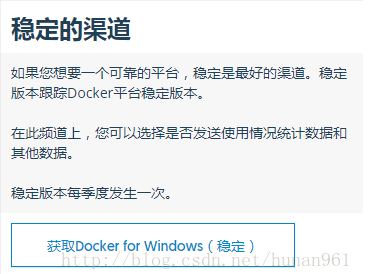 稳定的渠道
如果您想要一个可靠的平台，稳定是最好的渠道。稳定
版本跟踪Docker平台稳定版本。
在此频道上，您可以选择是否发送使用情况统计数据和
其他数据。
稳定版本每季度发生一次。
获取Docker for Windows（稳定）
http://blog.csdn.net/hunan961